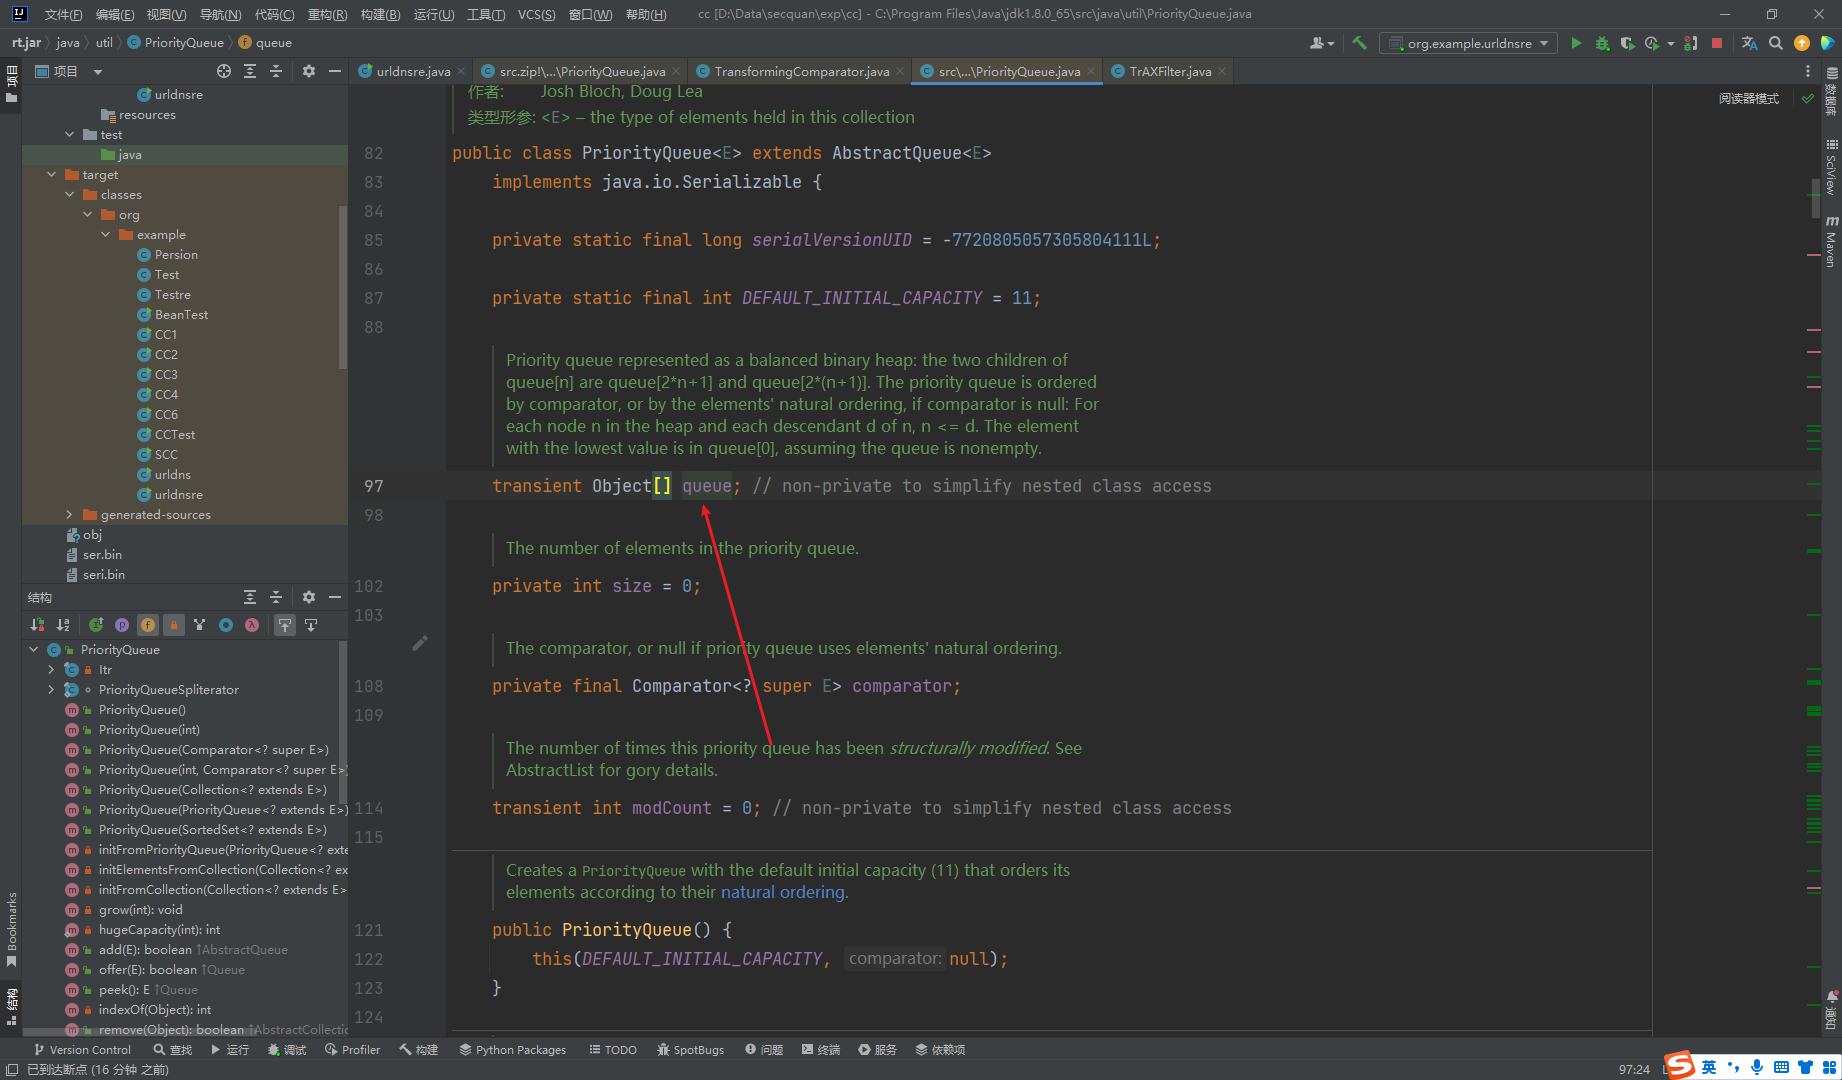 文件(F) 编辑(E) 视图(V) 导航(N) 代码(C) 重构(R) 构建(B) 运行(U) 工具(T) VCS(S) 窗口(W) 帮助(H) cc [D:\Data\secquan\exp\cc] - C:\Program Files\Java\jdk1.8.0_65\src\java\util\PriorityQueue.java
rt.jar java util PriorityQueue queue org.example.urldnsre
项目 urldnsre.java src.zip!\...\PriorityQueue.java TransformingComparator.java src\...\PriorityQueue.java TrAXFilter.java
项目
urldnsre
resources
test
java
target
classes
org
example
Persion
Test
Testre
BeanTest
CC1
CC2
CC3
CC4
CC6
CCTest
SCC
urldns
urldnsre
generated-sources
obj
ser.bin
seri.bin
结构
PriorityQueue
Itr
PriorityQueueSpliterator
PriorityQueue()
PriorityQueue(int)
PriorityQueue(Comparator<? super E>)
PriorityQueue(int, Comparator<? super E>
PriorityQueue(Collection<? extends E>)
PriorityQueue(PriorityQueue<? extends E>)
PriorityQueue(SortedSet<? extends E>)
initFromPriorityQueue(PriorityQueue<? exte
initElementsFromCollection(Collection<? ex
initFromCollection(Collection<? extends E>
grow(int): void
hugeCapacity(int): int
add(E): boolean ↑AbstractQueue
offer(E): boolean ↑Queue
peek(): E ↑Queue
indexOf(Object): int
remove(Object): boolean ↑AbstractCollectic
Bookmarks
结构
作者: Josh Bloch, Doug Lea
类型形参: <E> – the type of elements held in this collection
82 public class PriorityQueue<E> extends AbstractQueue<E>
83 implements java.io.Serializable {
84
85 private static final long serialVersionUID = -7720805057305804111L;
86
87 private static final int DEFAULT_INITIAL_CAPACITY = 11;
88
Priority queue represented as a balanced binary heap: the two children of
queue[n] are queue[2*n+1] and queue[2*(n+1)]. The priority queue is ordered
by comparator, or by the elements' natural ordering, if comparator is null: For
each node n in the heap and each descendant d of n, n <= d. The element
with the lowest value is in queue[0], assuming the queue is nonempty.
97 transient Object[] queue; // non-private to simplify nested class access
98
The number of elements in the priority queue.
102 private int size = 0;
103
The comparator, or null if priority queue uses elements' natural ordering.
108 private final Comparator<? super E> comparator;
109
The number of times this priority queue has been structurally modified. See
AbstractList for gory details.
114 transient int modCount = 0; // non-private to simplify nested class access
115
Creates a PriorityQueue with the default initial capacity (11) that orders its
elements according to their natural ordering.
121 public PriorityQueue() {
122 this(DEFAULT_INITIAL_CAPACITY, comparator: null);
123 }
124
阅读器模式
数据库
SciView
m Maven
通知
Version Control 查找 运行 调试 Profiler 构建 Python Packages TODO SpotBugs 问题 终端 服务 依赖项
已到达断点 (16 分钟 之前) 97:24
S 英